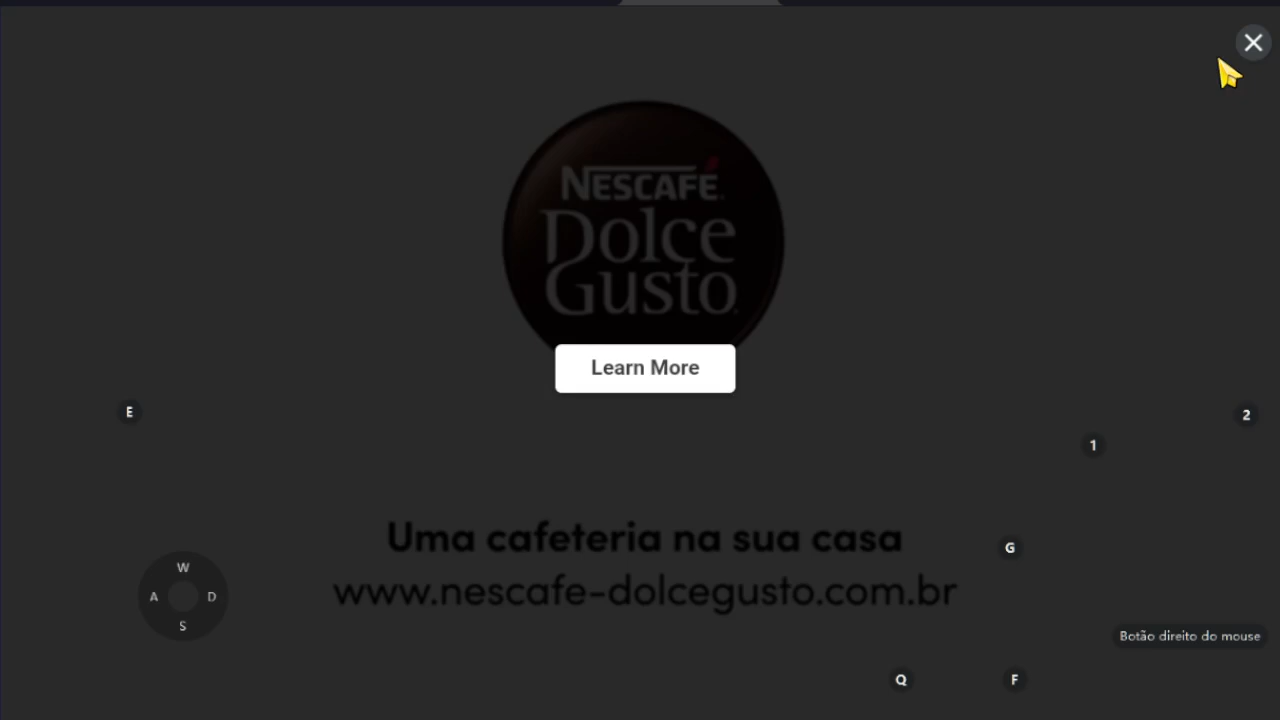 NESCAFÉ
Dolce
Gusto
Learn More
E
2
1
Uma cafeteria na sua casa
G
W
www.nescafe-dolcegusto.com.br
A D
S
Botão direito do mouse
Q F